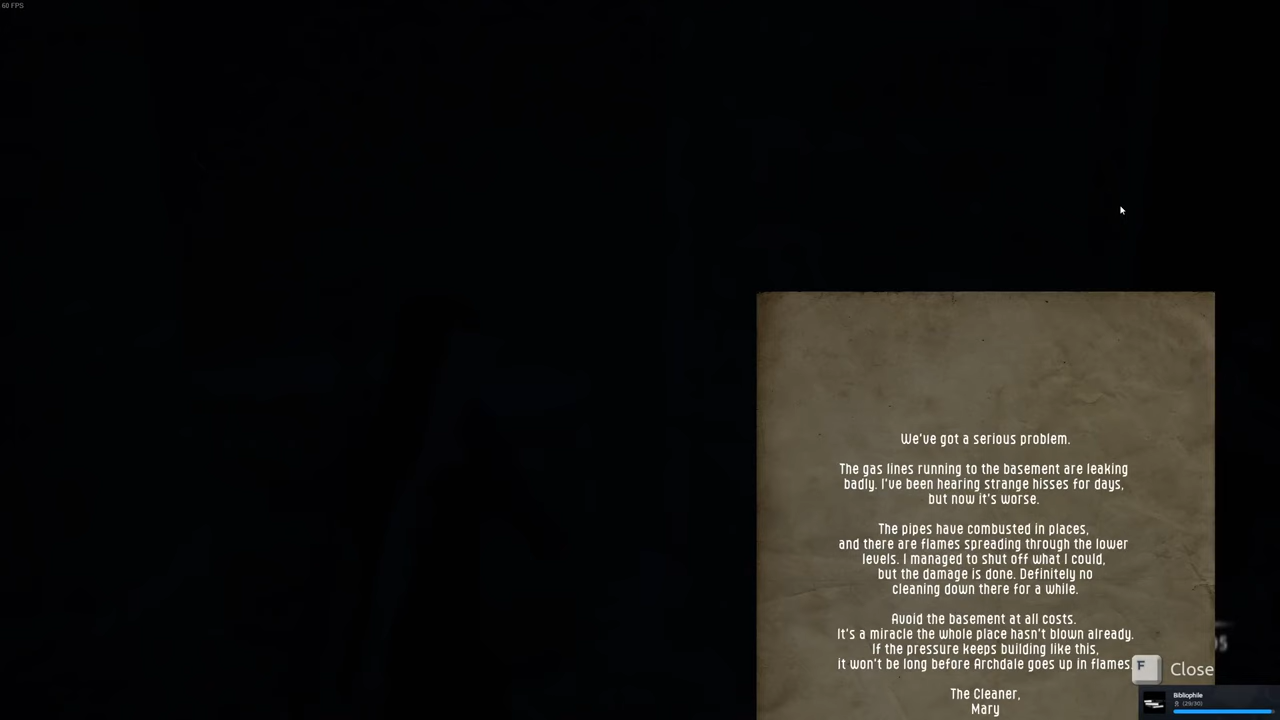 60 FPS
We've got a serious problem.
The gas lines running to the basement are leaking
badly. I've been hearing strange hisses for days,
but now it's worse.
The pipes have combusted in places,
and there are flames spreading through the lower
levels. I managed to shut off what I could,
but the damage is done. Definitely no
cleaning down there for a while.
Avoid the basement at all costs.
It's a miracle the whole place hasn't blown already.
If the pressure keeps building like this,
it won't be long before Archdale goes up in flames.
The Cleaner,
Mary
F Close
Bibliophile
(29/30)